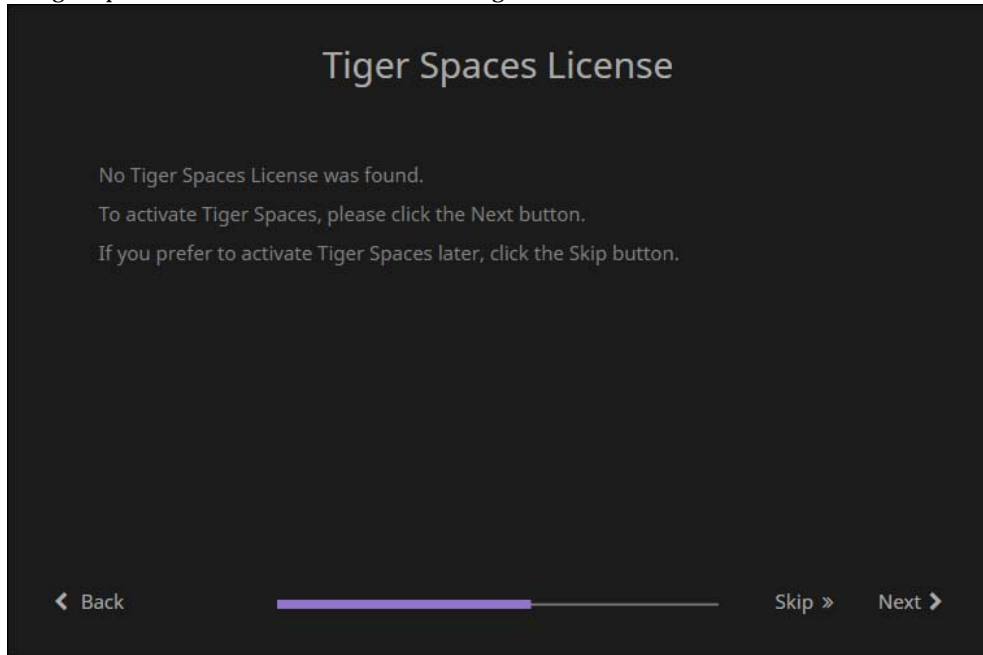 Tiger Spaces License
No Tiger Spaces License was found.
To activate Tiger Spaces, please click the Next button.
If you prefer to activate Tiger Spaces later, click the Skip button.
Back
Skip »
Next